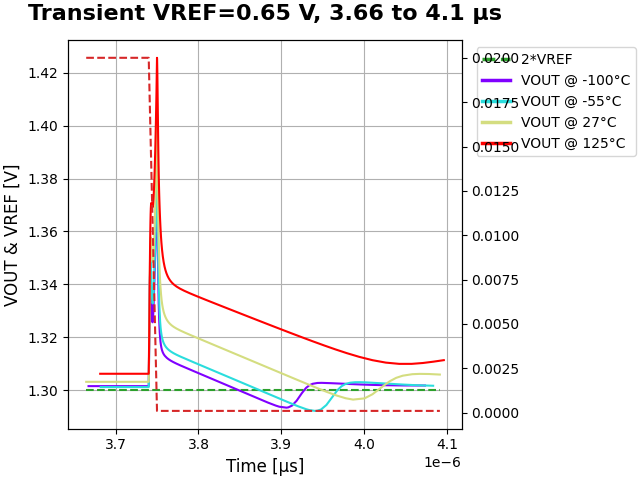 Transient VREF=0.65 V, 3.66 to 4.1 µs
VOUT & VREF [V]
1.42
1.40
1.38
1.36
1.34
1.32
1.30
3.7
3.8
3.9
4.0
4.1
1e−6
Time [µs]
0.0200
0.0175
0.0150
0.0125
0.0100
0.0075
0.0050
0.0025
0.0000
2*VREF
VOUT @ -100°C
VOUT @ -55°C
VOUT @ 27°C
VOUT @ 125°C